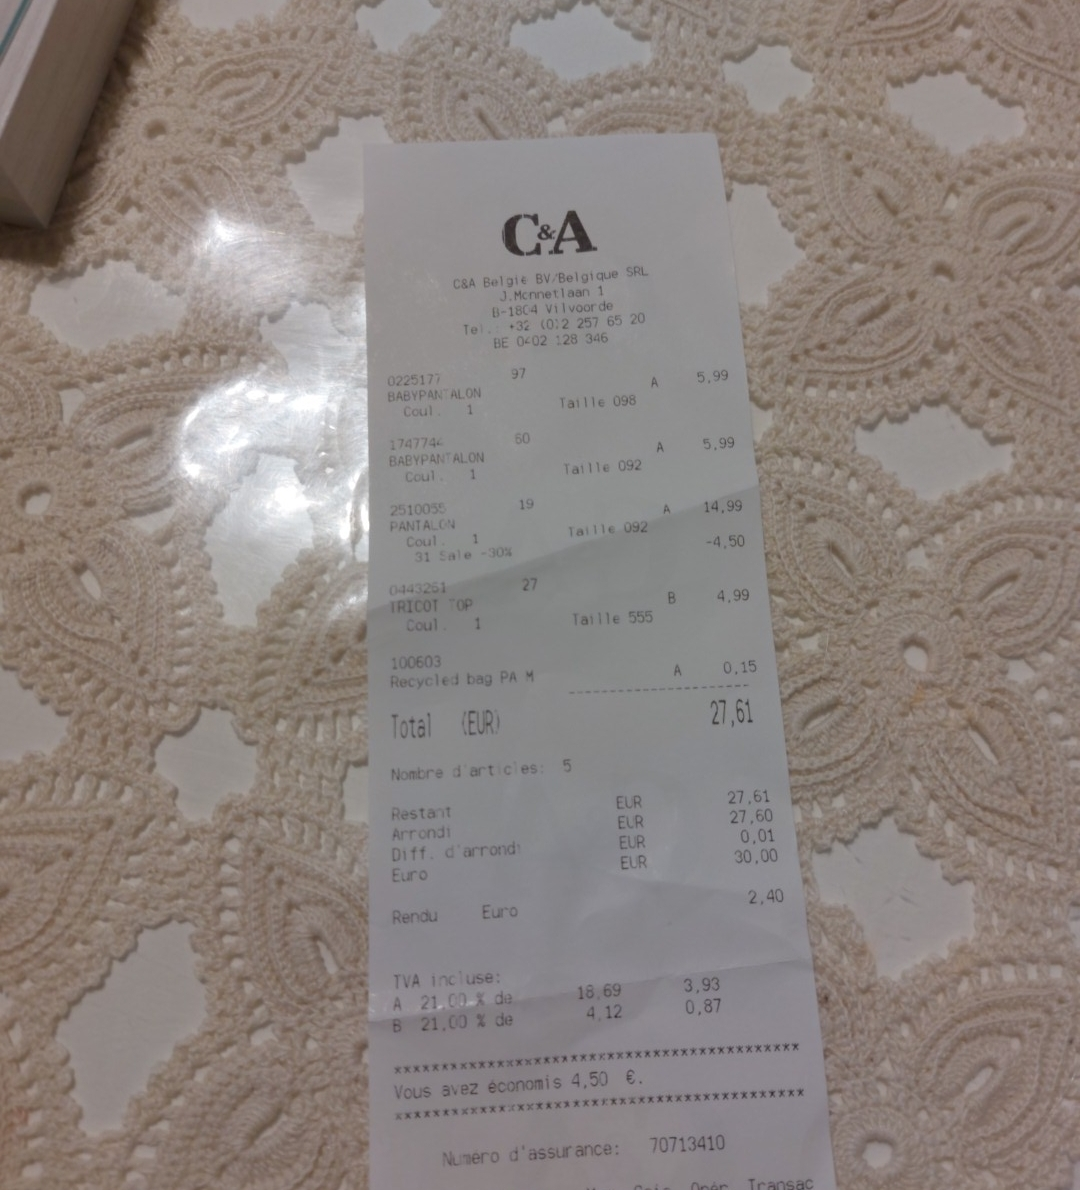 C&A
C&A België BV/Belgique SRL
J.Monnetlaan 1
B-1804 Vilvoorde
Tel.: +32 (0)2 257 65 20
BE 0402 128 346
0225177 97 A 5,99
BABYPANTALON
Coul. 1 Taille 098
1747744 60 A 5,99
BABYPANTALON
Coul. 1 Taille 092
2510055 19 A 14,99
PANTALON
Coul. 1 Taille 092
31 Sale -30% -4,50
0443261 27 B 4,99
TRICOT TOP
Coul. 1 Taille 555
100603
Recycled bag PA M A 0,15
Total (EUR) 27,61
Nombre d'articles: 5
Restant EUR 27,61
Arrondi EUR 27,60
Diff. d'arrondi EUR 0,01
Euro EUR 30,00
Rendu Euro 2,40
TVA incluse:
A 21,00 % de 18,69 3,93
B 21,00 % de 4,12 0,87
Vous avez économis 4,50 €.
Numéro d'assurance: 70713410
Opér. Transac